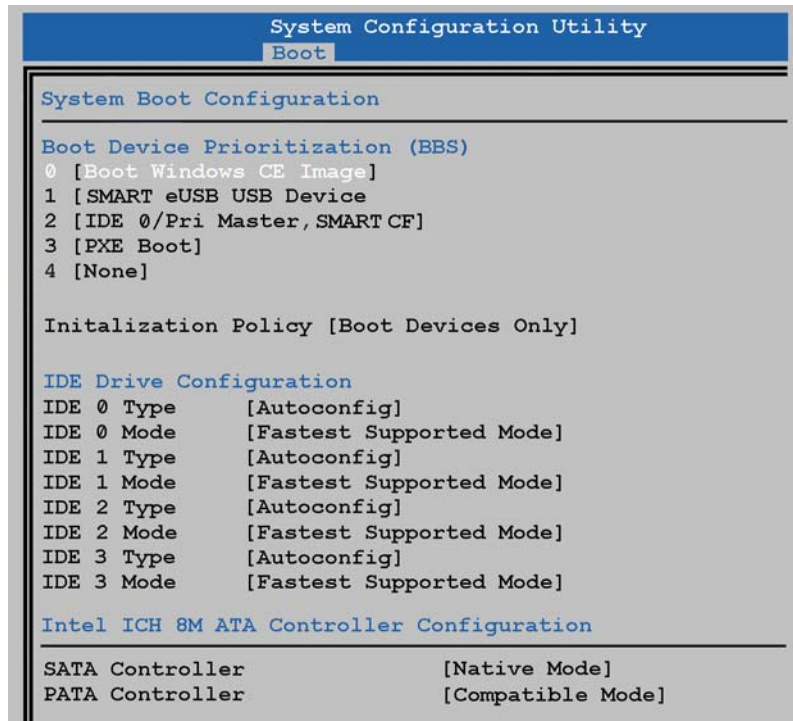 System Configuration Utility
Boot
System Boot Configuration
Boot Device Prioritization (BBS)
0 [Boot Windows CE Image]
1 [SMART eUSB USB Device
2 [IDE 0/Pri Master,SMART CF]
3 [PXE Boot]
4 [None]
Initalization Policy [Boot Devices Only]
IDE Drive Configuration
IDE 0 Type [Autoconfig]
IDE 0 Mode [Fastest Supported Mode]
IDE 1 Type [Autoconfig]
IDE 1 Mode [Fastest Supported Mode]
IDE 2 Type [Autoconfig]
IDE 2 Mode [Fastest Supported Mode]
IDE 3 Type [Autoconfig]
IDE 3 Mode [Fastest Supported Mode]
Intel ICH 8M ATA Controller Configuration
SATA Controller [Native Mode]
PATA Controller [Compatible Mode]